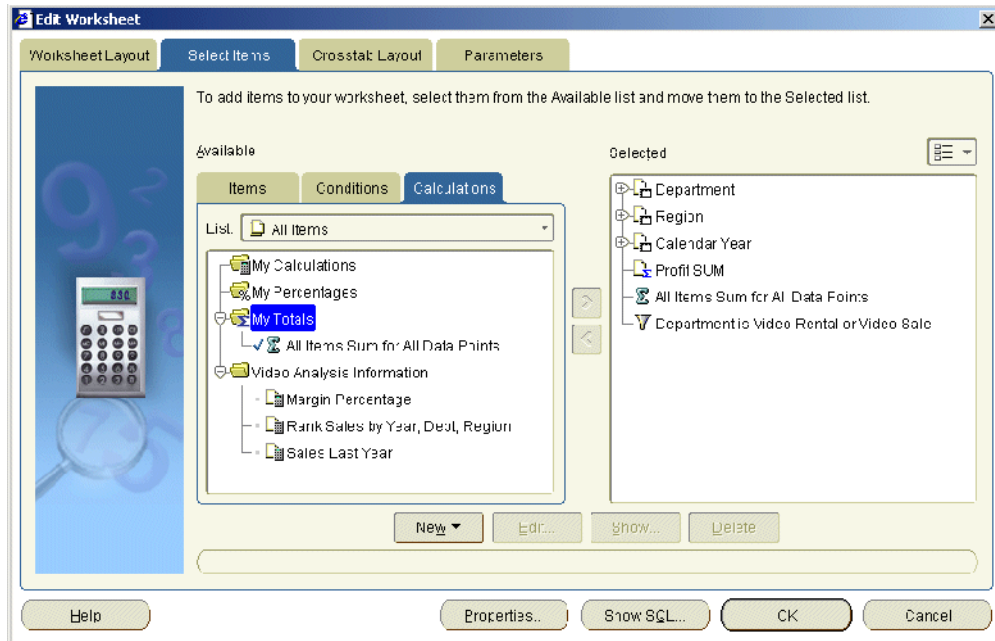 Edit Worksheet
Worksheet Layout
Select Items
Crosstab Layout
Parameters
To add items to your worksheet, select them from the Available list and move them to the Selected list.
Available
Selected
Items
Conditions
Calculations
List.
All Items
My Calculations
My Percentages
My Totals
All Items Sum for All Data Points
Video Analysis Information
Margin Percentage
Rank Sales by Year, Dept, Region
Sales Last Year
Department
Region
Calendar Year
Profit SUM
All Items Sum for All Data Points
Department is Video Rental or Video Sale
New
Edit...
Show...
Delete
Help
Properties..
Show SQL...
OK
Cancel